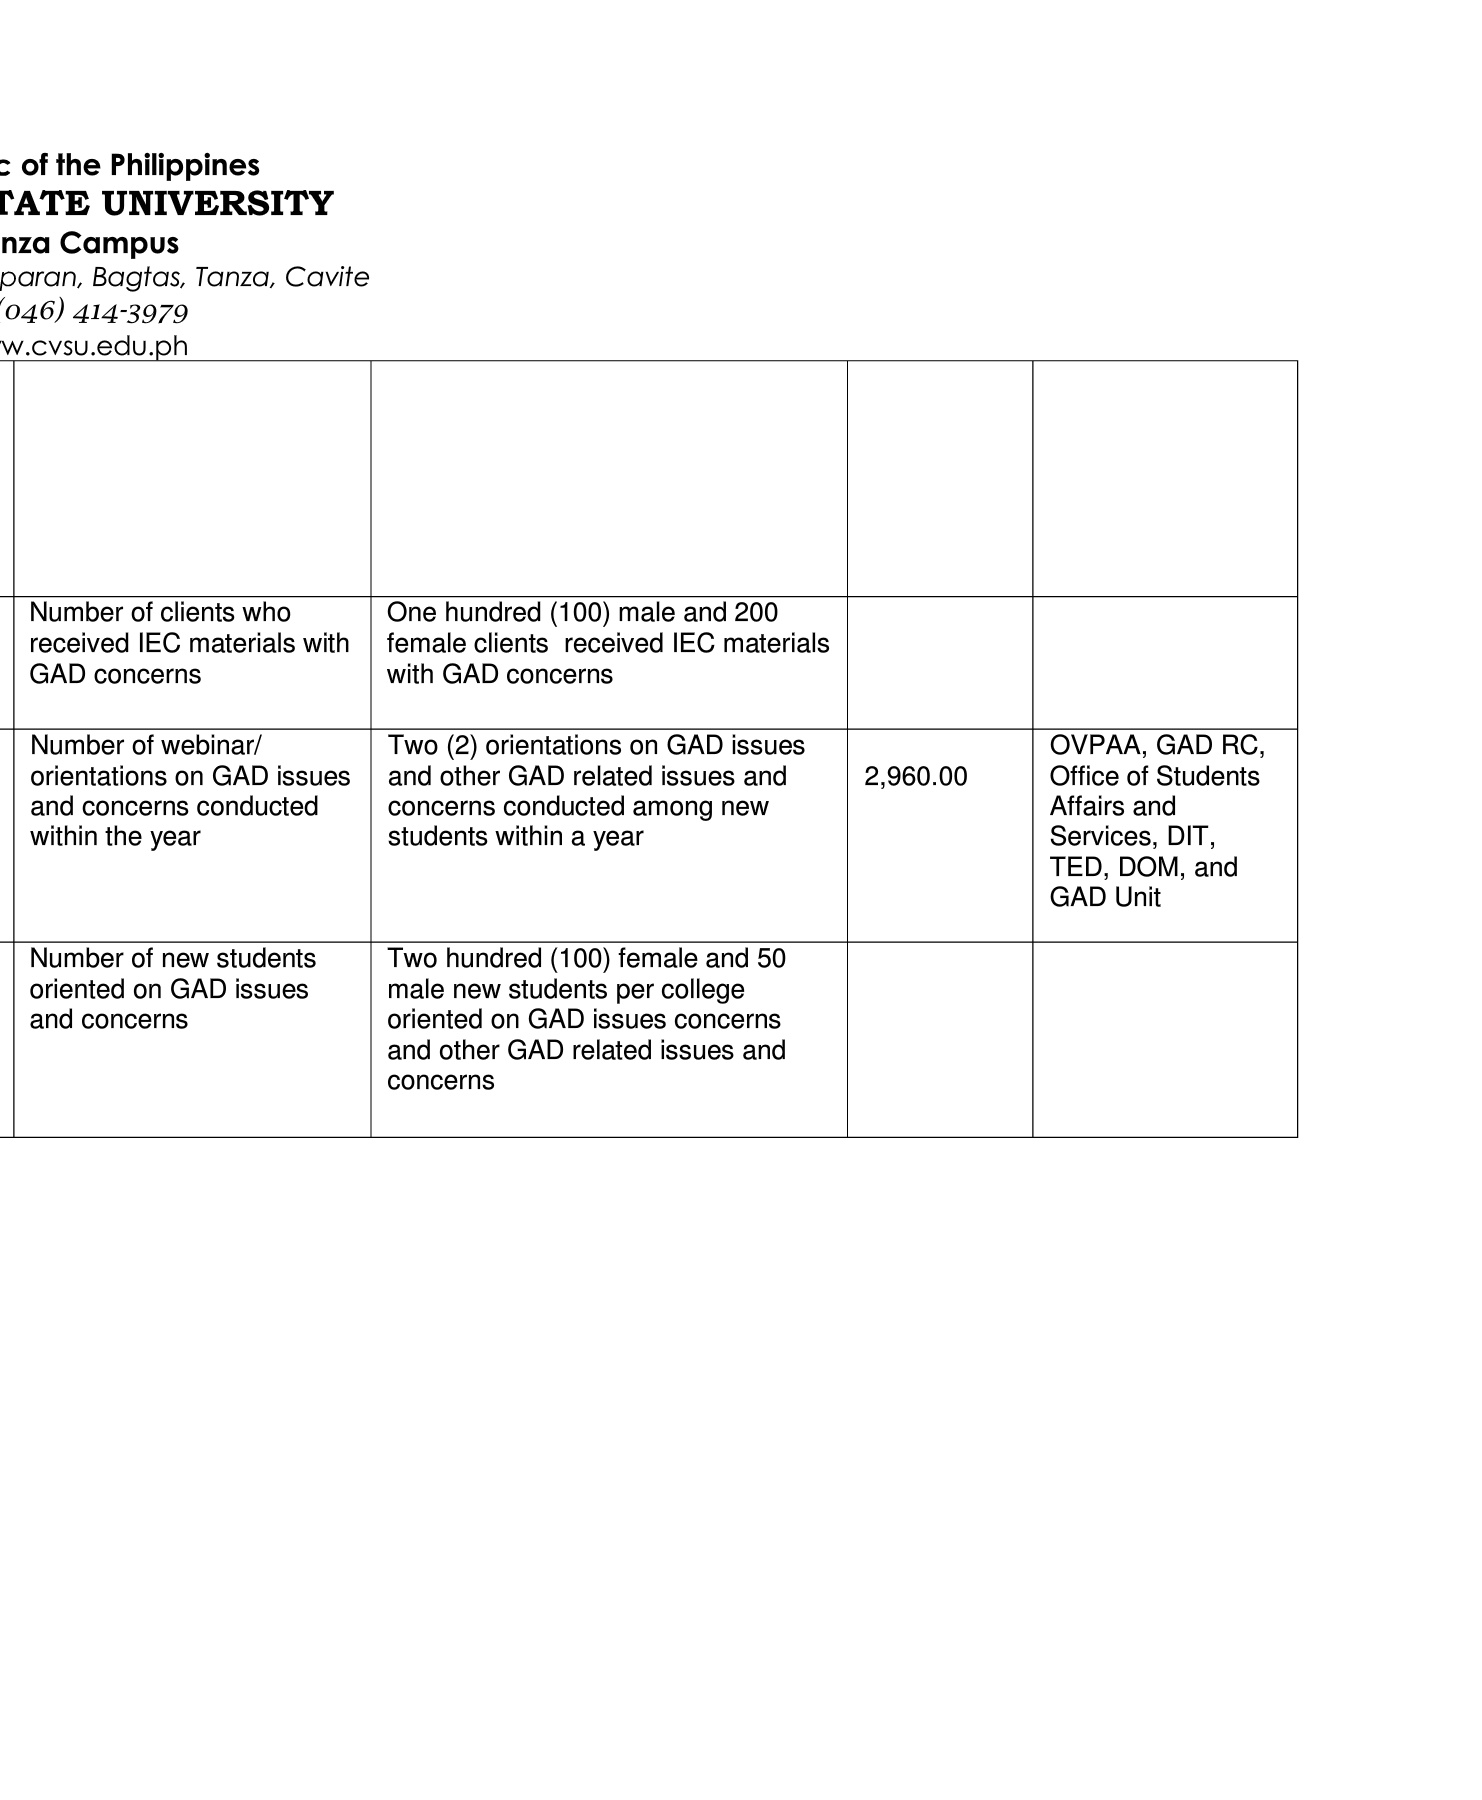 c of the Philippines
TATE UNIVERSITY
nza Campus
paran, Bagtas, Tanza, Cavite
(046) 414-3979
w.cvsu.edu.ph
Number of clients who
received IEC materials with
GAD concerns
One hundred (100) male and 200
female clients  received IEC materials
with GAD concerns
Number of webinar/
orientations on GAD issues
and concerns conducted
within the year
Two (2) orientations on GAD issues
and other GAD related issues and
concerns conducted among new
students within a year
2,960.00
OVPAA, GAD RC,
Office of Students
Affairs and
Services, DIT,
TED, DOM, and
GAD Unit
Number of new students
oriented on GAD issues
and concerns
Two hundred (100) female and 50
male new students per college
oriented on GAD issues concerns
and other GAD related issues and
concerns